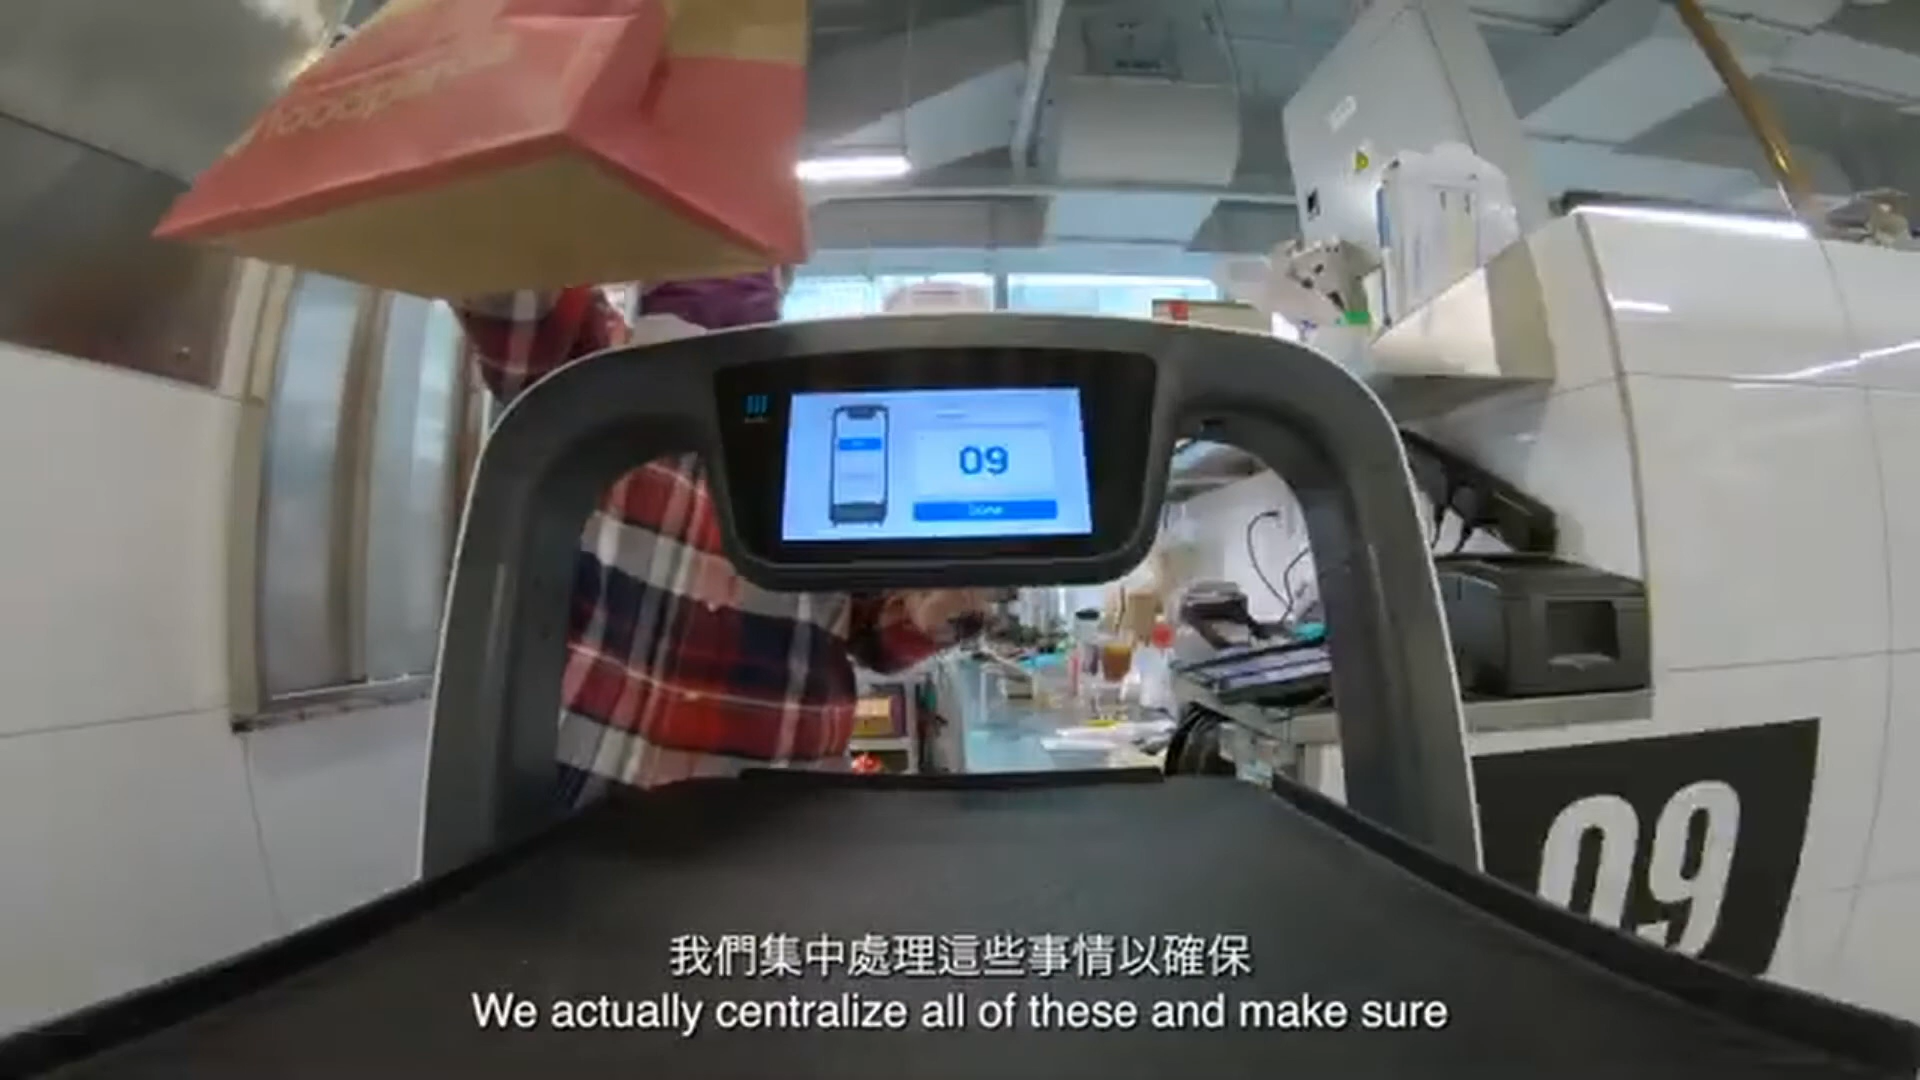 foodpanda
09
Done
09
我們集中處理這些事情以確保
We actually centralize all of these and make sure